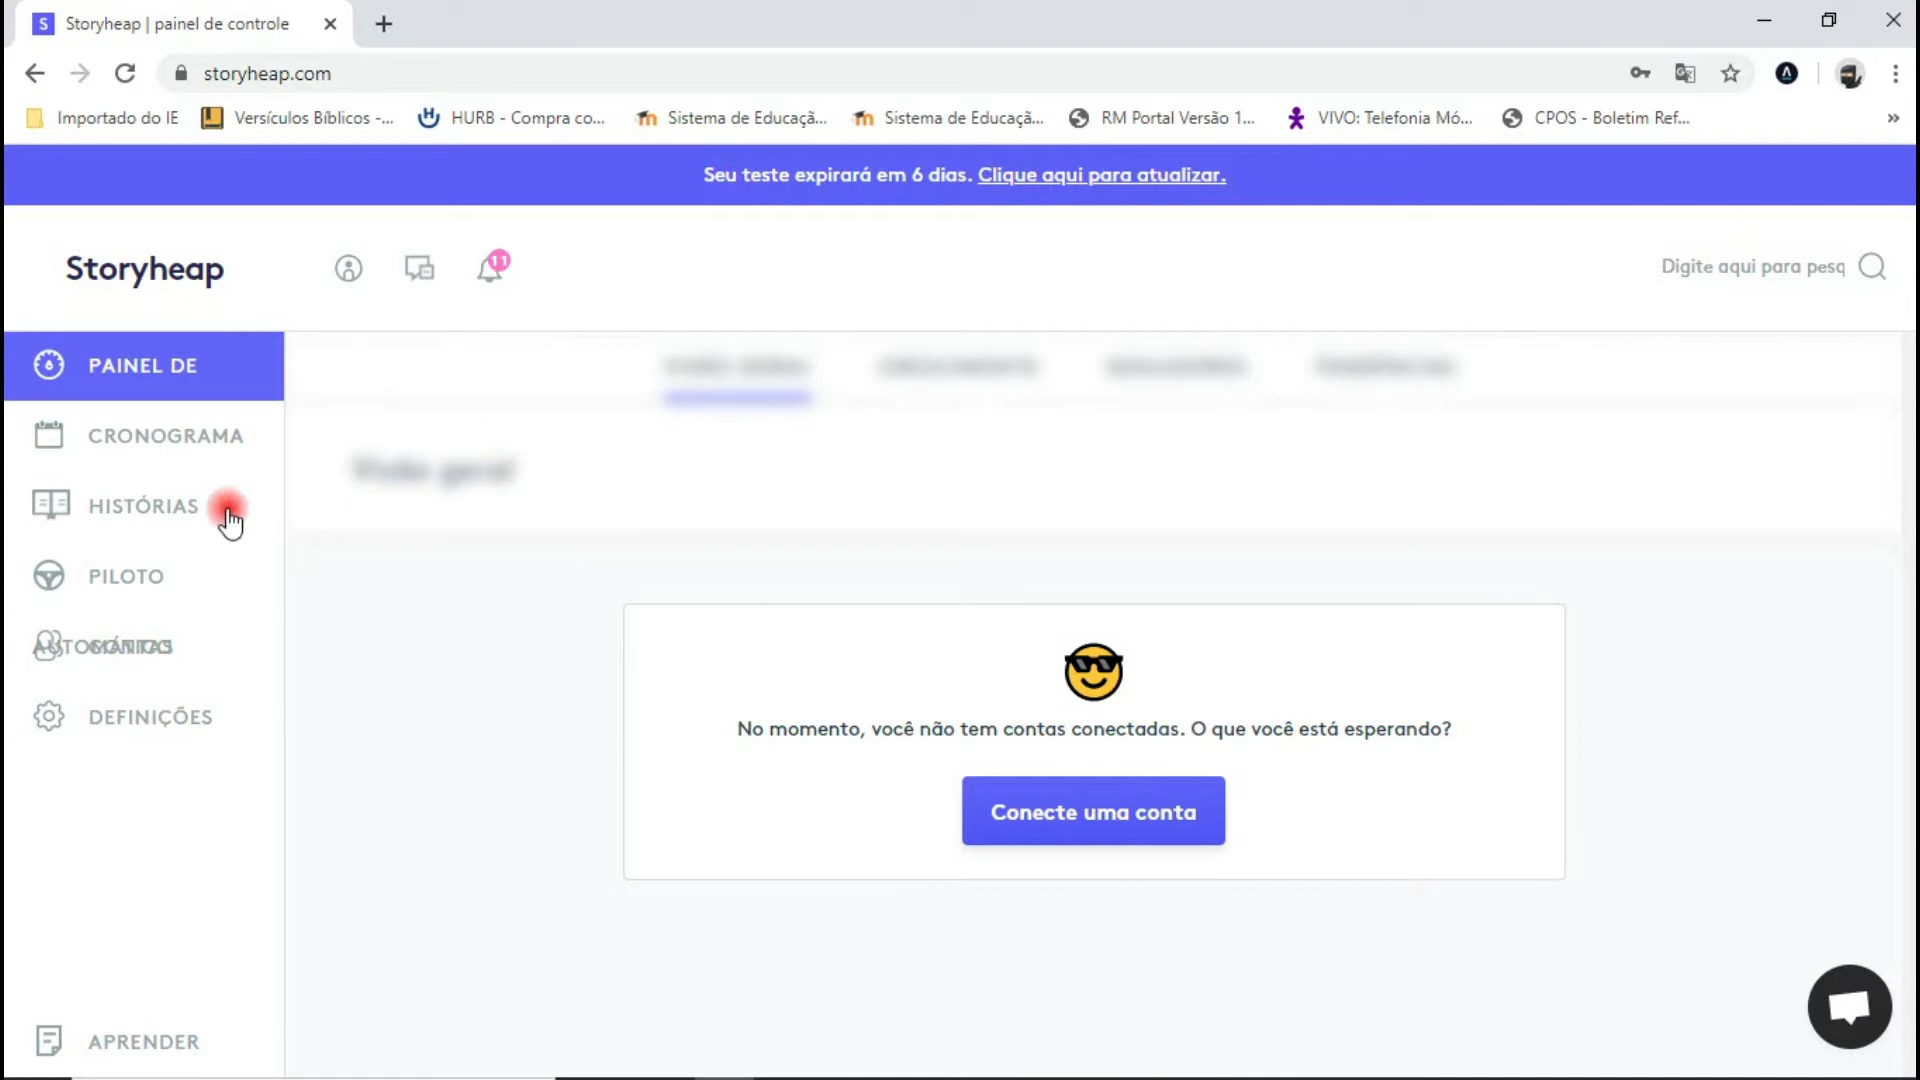 S Storyheap | painel de controle
storyheap.com
Importado do IE Versículos Bíblicos -... HURB - Compra co... Sistema de Educaçã... Sistema de Educaçã... RM Portal Versão 1... VIVO: Telefonia Mó... CPOS - Boletim Ref... »
Seu teste expirará em 6 dias. Clique aqui para atualizar.
Storyheap
11
Digite aqui para pesq
PAINEL DE
CRONOGRAMA
HISTÓRIAS
PILOTO
DEFINIÇÕES
APRENDER
Visão geral
No momento, você não tem contas conectadas. O que você está esperando?
Conecte uma conta